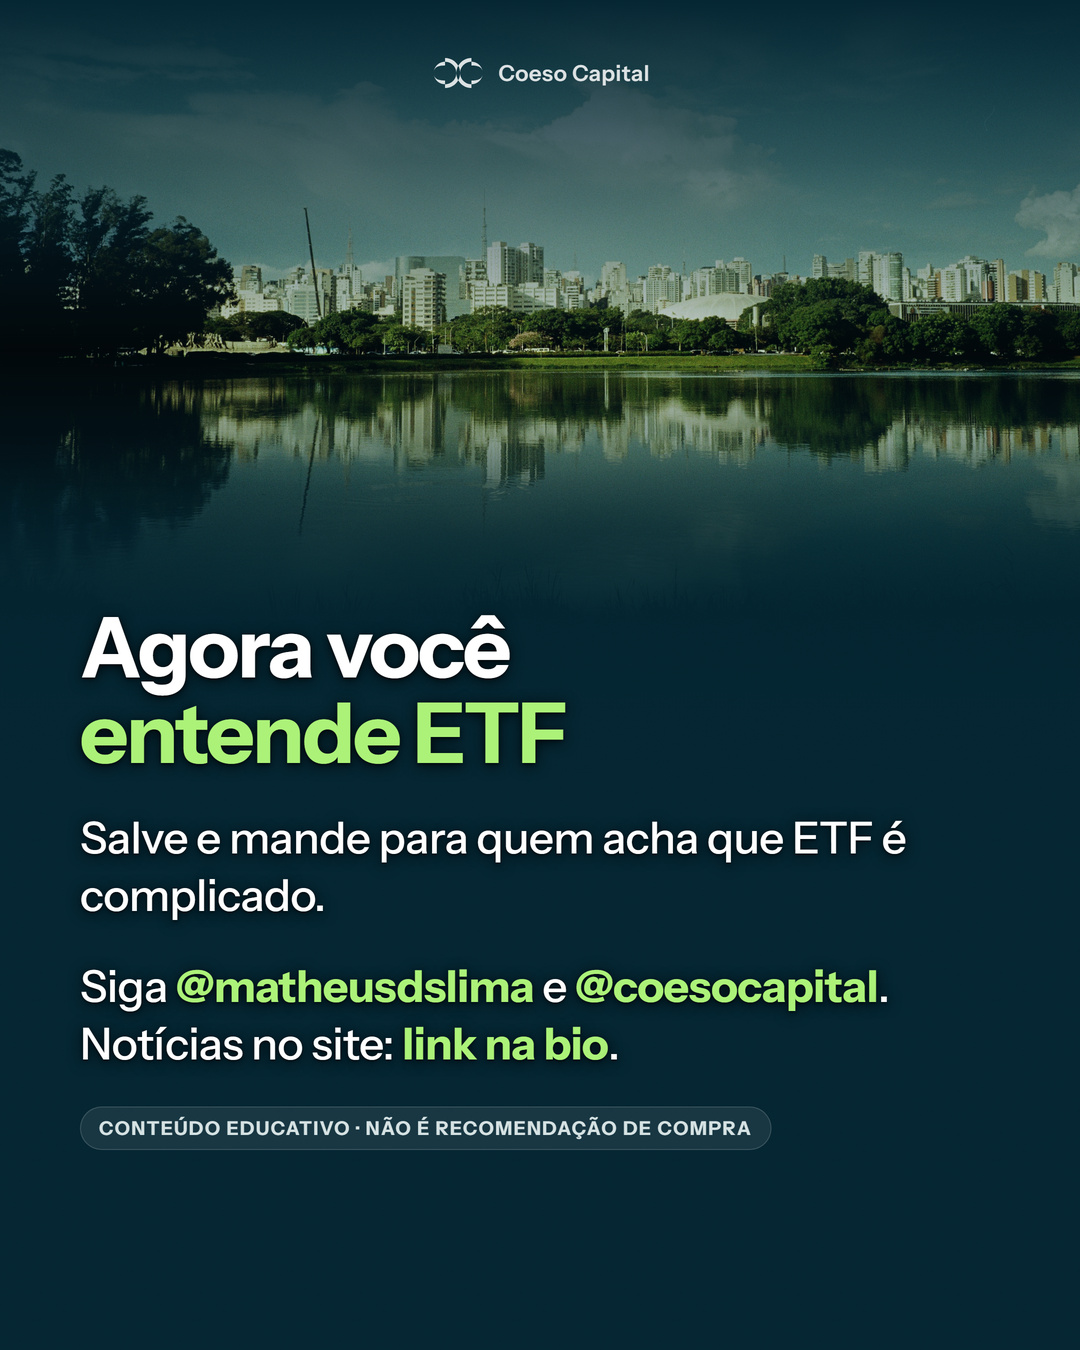 Coeso Capital
Agora você
entende ETF
Salve e mande para quem acha que ETF é
complicado.
Siga @matheusdslima e @coesocapital.
Notícias no site: link na bio.
CONTEÚDO EDUCATIVO · NÃO É RECOMENDAÇÃO DE COMPRA